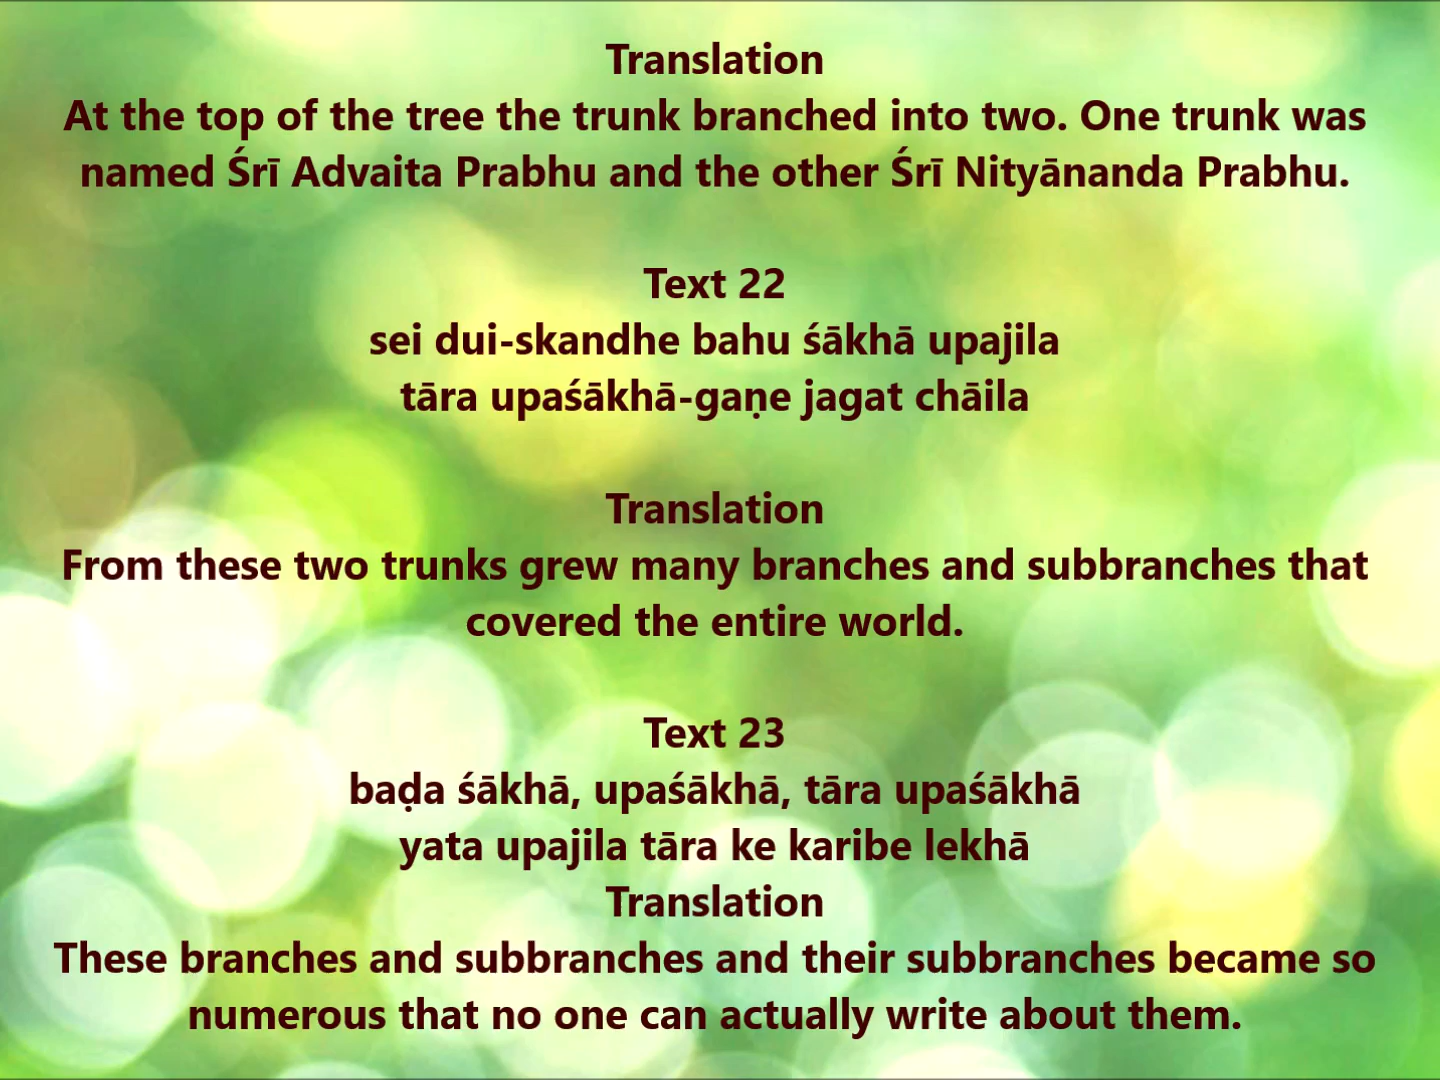 Translation
At the top of the tree the trunk branched into two. One trunk was
named Śrī Advaita Prabhu and the other Śrī Nityānanda Prabhu.
Text 22
sei dui-skandhe bahu śākhā upajila
tāra upaśākhā-gaṇe jagat chāila
Translation
From these two trunks grew many branches and subbranches that
covered the entire world.
Text 23
baḍa śākhā, upaśākhā, tāra upaśākhā
yata upajila tāra ke karibe lekhā
Translation
These branches and subbranches and their subbranches became so
numerous that no one can actually write about them.